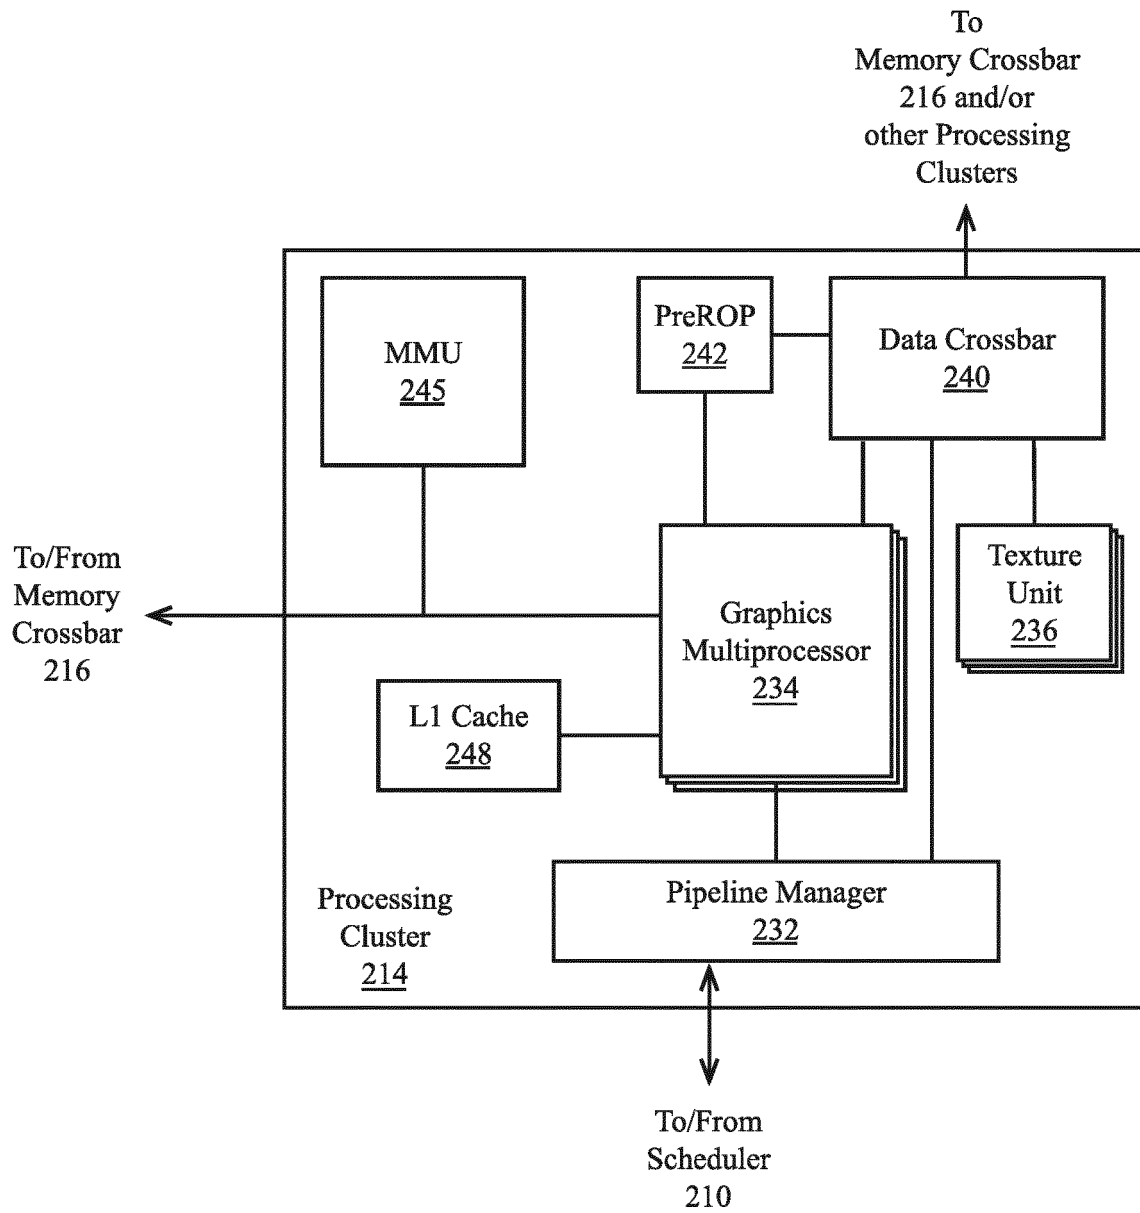 To
Memory Crossbar
216 and/or
other Processing
Clusters
MMU
245
PreROP
242
Data Crossbar
240
To/From
Memory
Crossbar
216
Graphics
Multiprocessor
234
Texture
Unit
236
L1 Cache
248
Processing
Cluster
214
Pipeline Manager
232
To/From
Scheduler
210